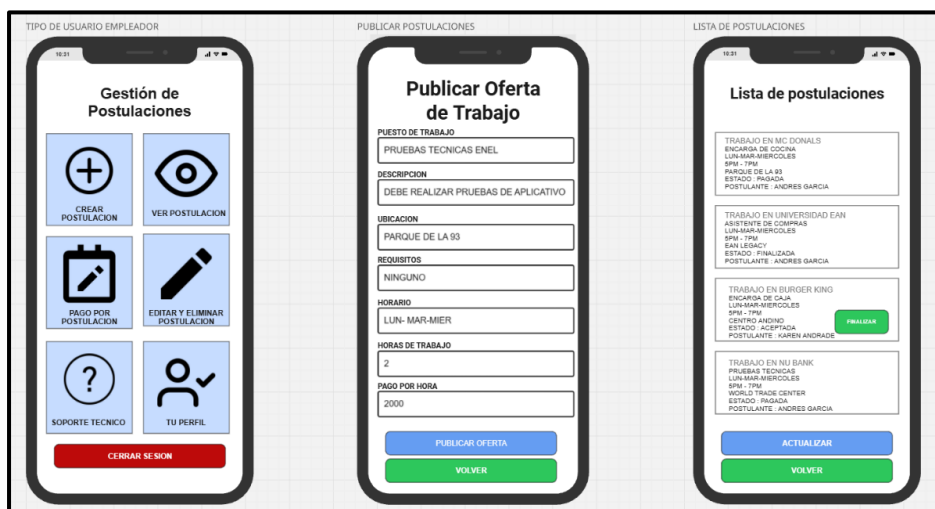 TIPO DE USUARIO EMPLEADOR
10:31
Gestión de
Postulaciones
CREAR
POSTULACION
VER POSTULACION
PAGO POR
POSTULACION
EDITAR Y ELIMINAR
POSTULACION
?
SOPORTE TECNICO
TU PERFIL
CERRAR SESION
PUBLICAR POSTULACIONES
Publicar Oferta
de Trabajo
PUESTO DE TRABAJO
PRUEBAS TECNICAS ENEL
DESCRIPCION
DEBE REALIZAR PRUEBAS DE APLICATIVO
UBICACION
PARQUE DE LA 93
REQUISITOS
NINGUNO
HORARIO
LUN- MAR-MIER
HORAS DE TRABAJO
2
PAGO POR HORA
2000
PUBLICAR OFERTA
VOLVER
LISTA DE POSTULACIONES
10:31
Lista de postulaciones
TRABAJO EN MC DONALS
ENCARGA DE COCINA
LUN-MAR-MIERCOLES
5PM - 7PM
PARQUE DE LA 93
ESTADO : PAGADA
POSTULANTE : ANDRES GARCIA
TRABAJO EN UNIVERSIDAD EAN
ASISTENTE DE COMPRAS
LUN-MAR-MIERCOLES
5PM - 7PM
EAN LEGACY
ESTADO : FINALIZADA
POSTULANTE : ANDRES GARCIA
TRABAJO EN BURGER KING
ENCARGA DE CAJA
LUN-MAR-MIERCOLES
5PM - 7PM
CENTRO ANDINO
ESTADO : ACEPTADA
POSTULANTE : KAREN ANDRADE
FINALIZAR
TRABAJO EN NU BANK
PRUEBAS TECNICAS
LUN-MAR-MIERCOLES
5PM - 7PM
WORLD TRADE CENTER
ESTADO : PAGADA
POSTULANTE : ANDRES GARCIA
ACTUALIZAR
VOLVER